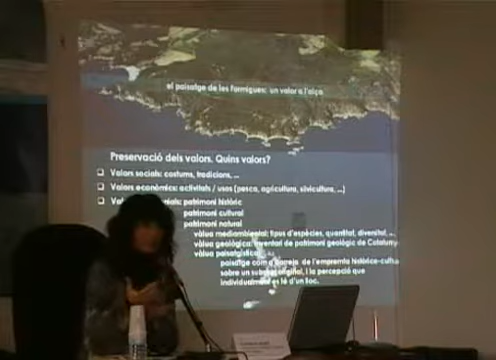 el paisatge de les Formigues: un valor a l'alça
Preservació dels valors. Quins valors?
Valors socials: costums, tradicions, ...
Valors econòmics: activitats / usos (pesca, agricultura, silvicultura, ...)
patrimoni històric
patrimoni cultural
patrimoni natural
vàlua mediambiental: tipus d'espècies, quantitat, diversitat, ...
vàlua geològica: inventari de patrimoni geològic de Catalunya
vàlua paisatgística:
paisatge com a barreja de l'empremta històrico-cultu
sobre un substrat original, i la percepció que
individualment es té d'un lloc.